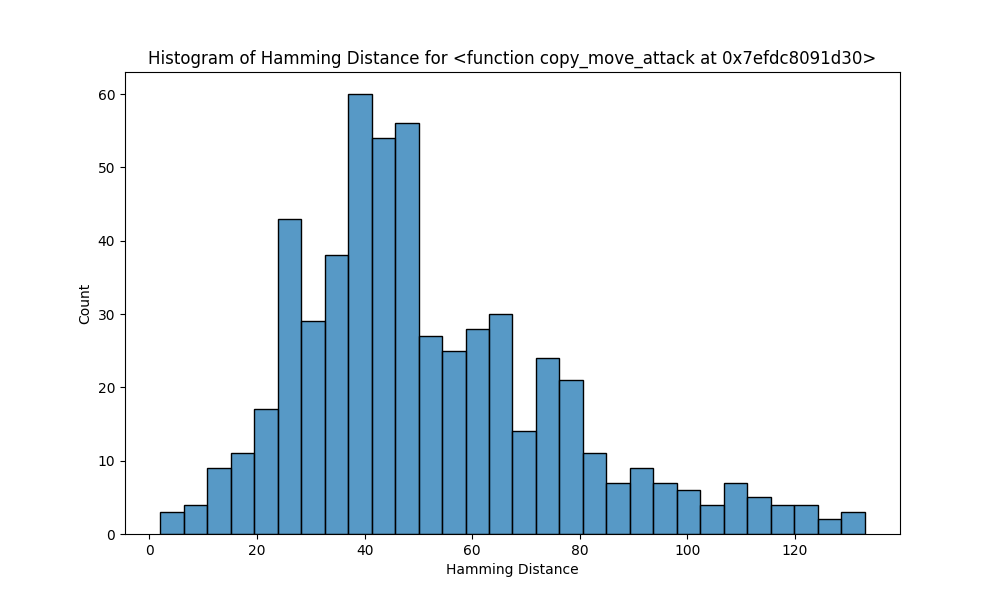 Histogram of Hamming Distance for <function copy_move_attack at 0x7efdc8091d30>
60
50
40
30
20
10
0
Count
0 20 40 60 80 100 120
Hamming Distance